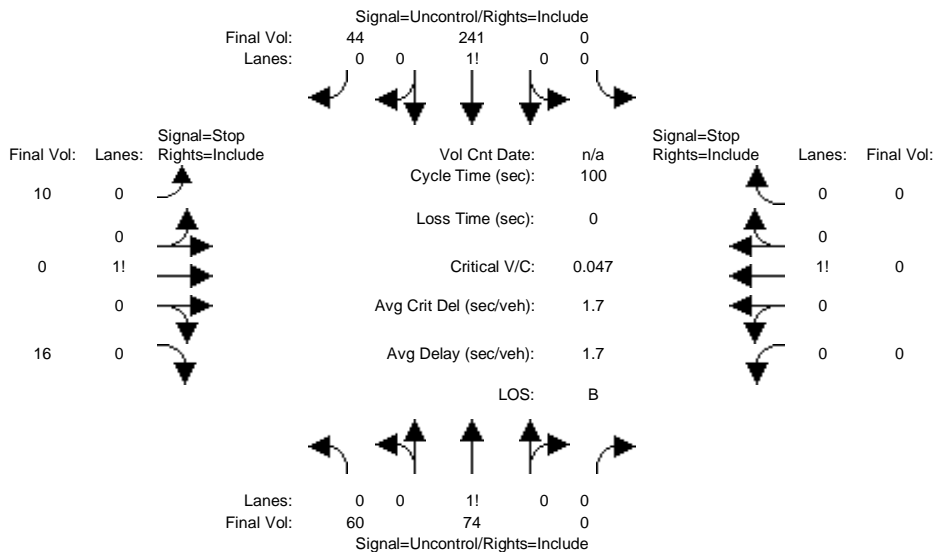 Signal=Uncontrol/Rights=Include
Final Vol: 44 241 0
Lanes: 0 0 1! 0 0
Signal=Stop Signal=Stop
Final Vol: Lanes: Rights=Include Vol Cnt Date: n/a Rights=Include Lanes: Final Vol:
Cycle Time (sec): 100
10 0 0 0
Loss Time (sec): 0
0 0
0 1! Critical V/C: 0.047 1! 0
0 Avg Crit Del (sec/veh): 1.7 0
16 0 Avg Delay (sec/veh): 1.7 0 0
LOS: B
Lanes: 0 0 1! 0 0
Final Vol: 60 74 0
Signal=Uncontrol/Rights=Include